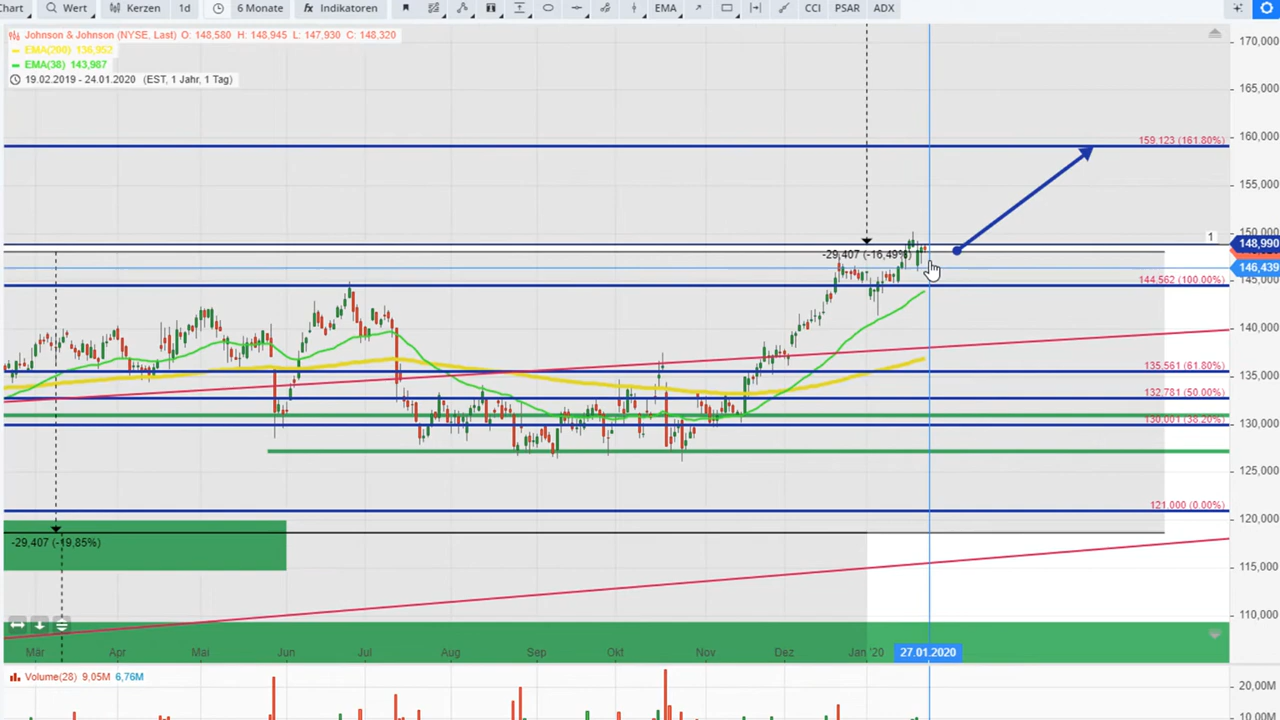 Chart Wert Kerzen 1d 6 Monate fx Indikatoren EMA CCI PSAR ADX
Johnson & Johnson (NYSE, Last) O: 148,580 H: 148,945 L: 147,930 C: 148,320
EMA(200) 136,952
EMA(38) 143,987
19.02.2019 - 24.01.2020 (EST, 1 Jahr, 1 Tag)
170,000
165,000
160,000
159,123 (161.80%)
155,000
150,000
1
148,990
-29,407 (-16,49%)
146,439
145,000
144,562 (100.00%)
140,000
135,561 (61.80%)
135,000
132,781 (50.00%)
130,001 (38.20%)
130,000
125,000
121,000 (0.00%)
120,000
-29,407 (-19,85%)
115,000
110,000
Mär Apr Mai Jun Jul Aug Sep Okt Nov Dez Jan '20 27.01.2020
Volume(28) 9,05M 6,76M
20,00M
10,00M